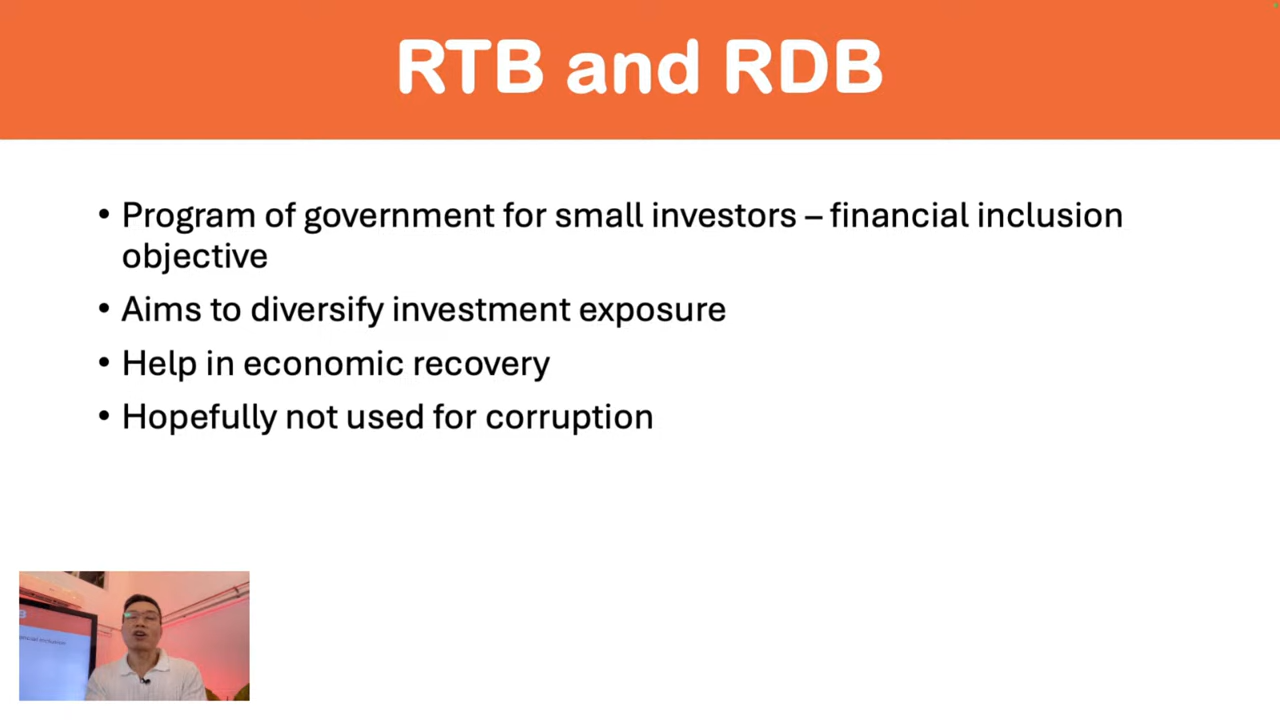 RTB and RDB
• Program of government for small investors – financial inclusion
objective
• Aims to diversify investment exposure
• Help in economic recovery
• Hopefully not used for corruption